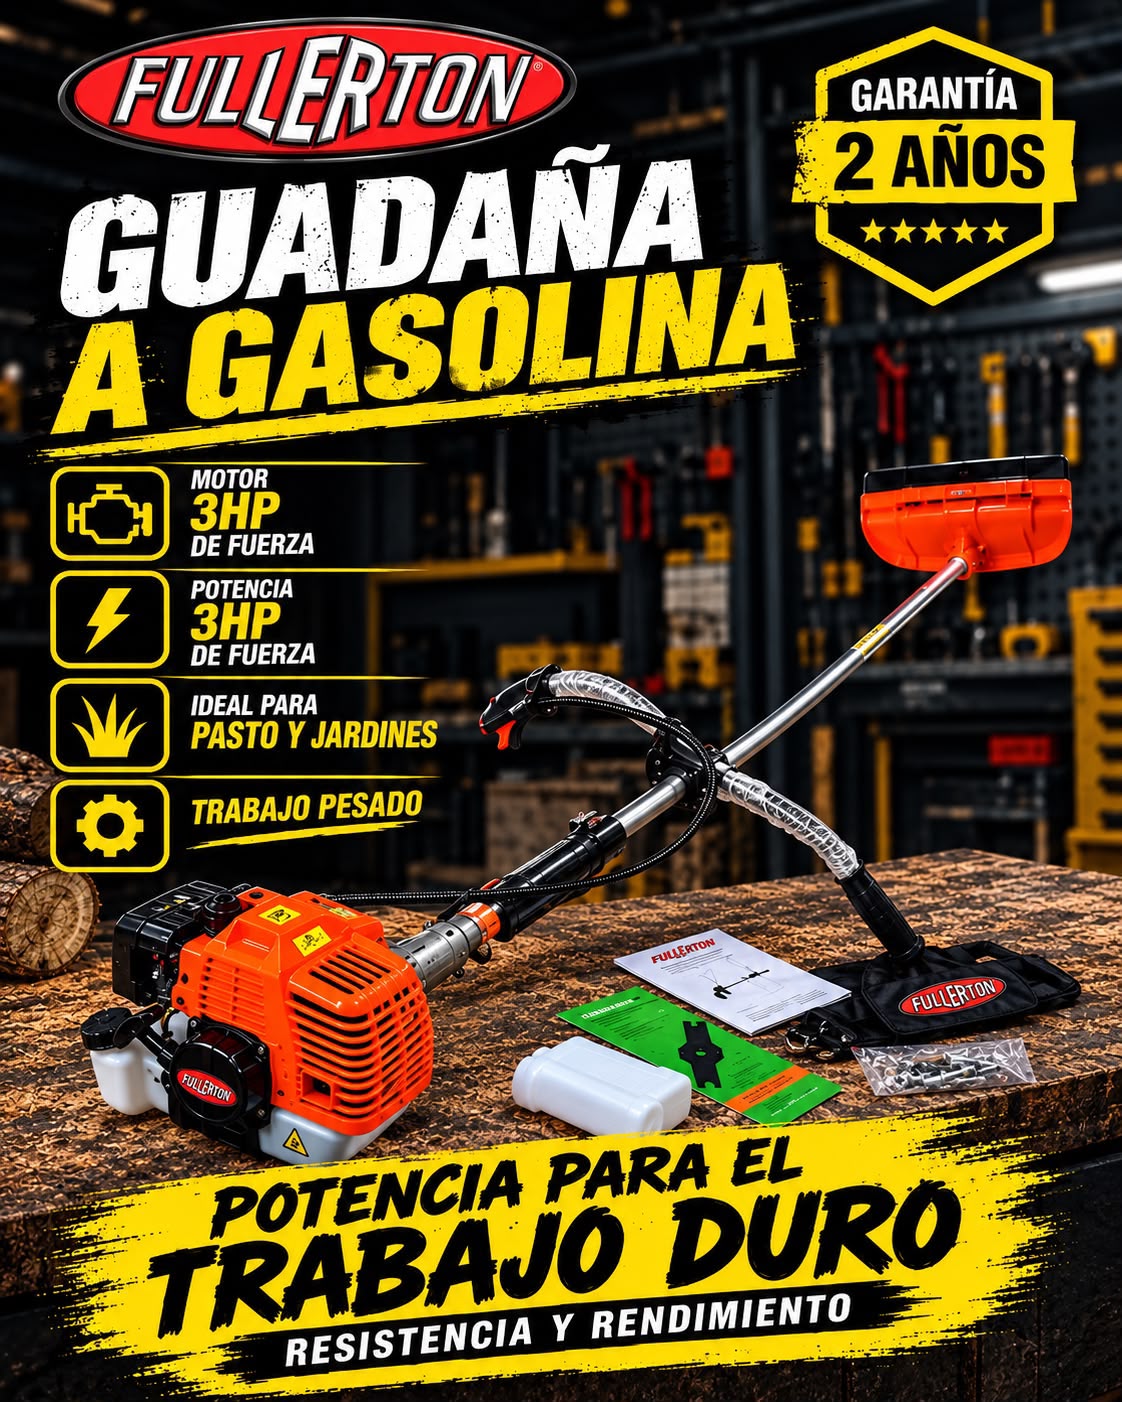 FULLERTON®
GARANTÍA
2 AÑOS
GUADAÑA
A GASOLINA
MOTOR
3HP
DE FUERZA
POTENCIA
3HP
DE FUERZA
IDEAL PARA
PASTO Y JARDINES
TRABAJO PESADO
FULLERTON
FULLERTON
FULLERTON
POTENCIA PARA EL
TRABAJO DURO
RESISTENCIA Y RENDIMIENTO